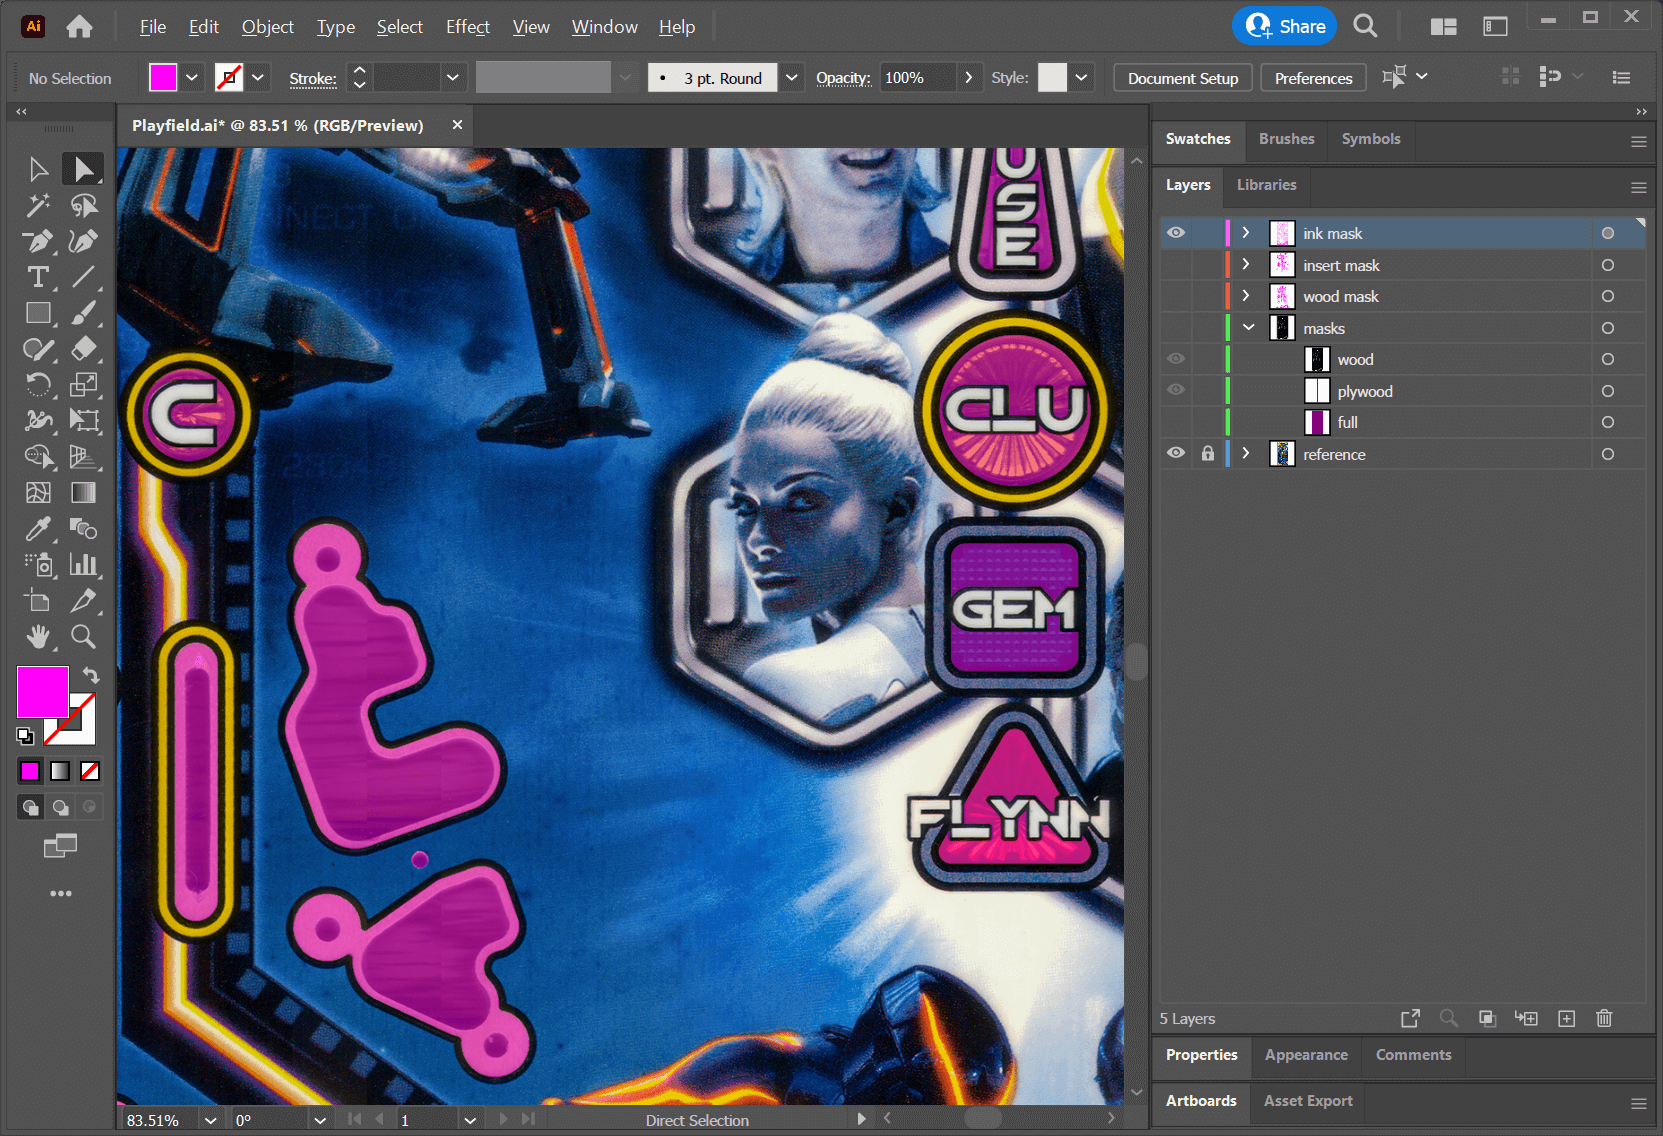 Ai File Edit Object Type Select Effect View Window Help Share
No Selection Stroke: 3 pt. Round Opacity: 100% Style: Document Setup Preferences
Playfield.ai* @ 83.51 % (RGB/Preview)
Swatches Brushes Symbols
Layers Libraries
ink mask
insert mask
wood mask
masks
wood
plywood
full
reference
USE
C
CLU
GEM
FLYNN
5 Layers
Properties Appearance Comments
Artboards Asset Export
83.51% 0° 1 Direct Selection